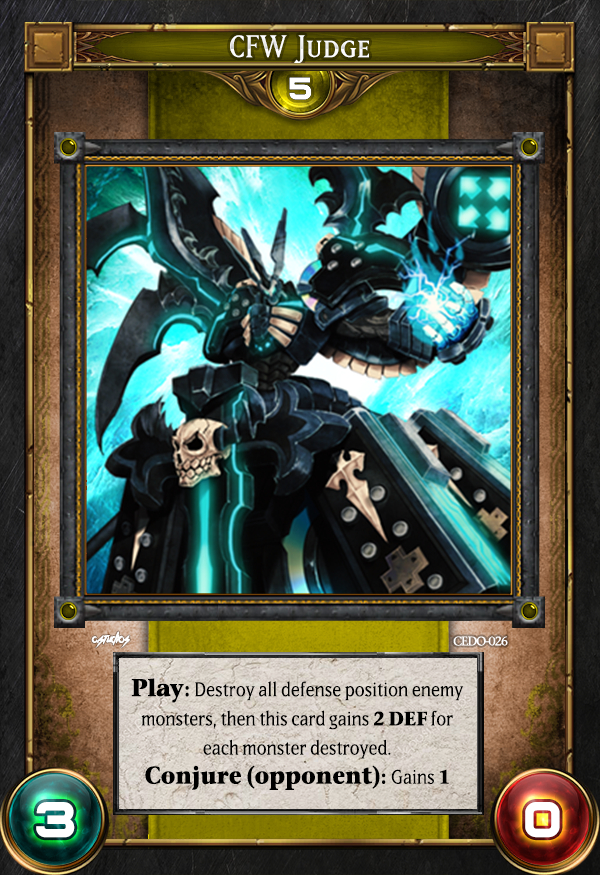 CFW Judge
5
CSTUDIOS CEDO-026
Play: Destroy all defense position enemy
monsters, then this card gains 2 DEF for
each monster destroyed.
Conjure (opponent): Gains 1
3 0